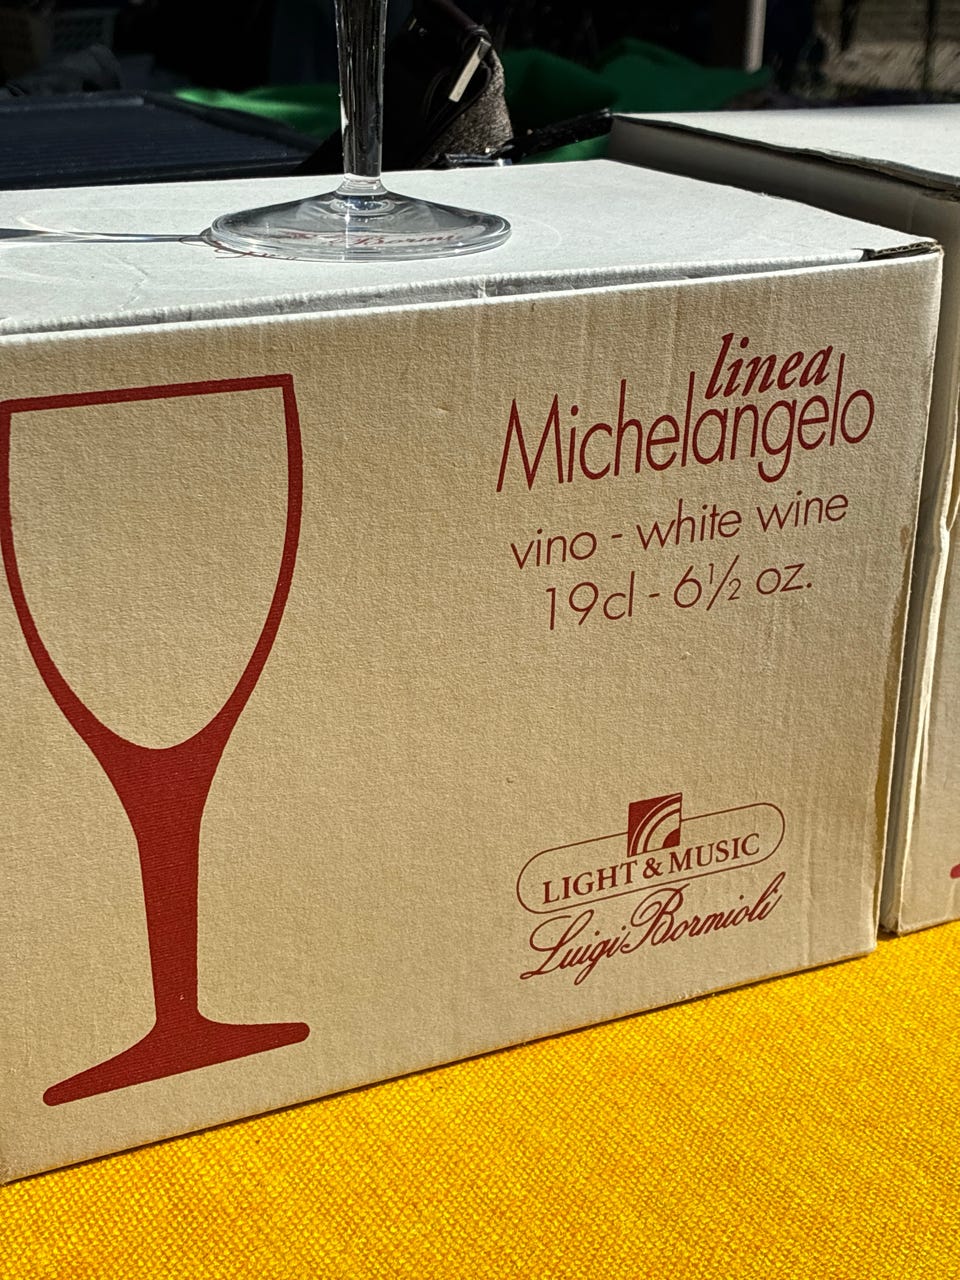 linea
Michelangelo
vino - white wine
19cl - 6½ oz.
LIGHT & MUSIC
Luigi Bormioli